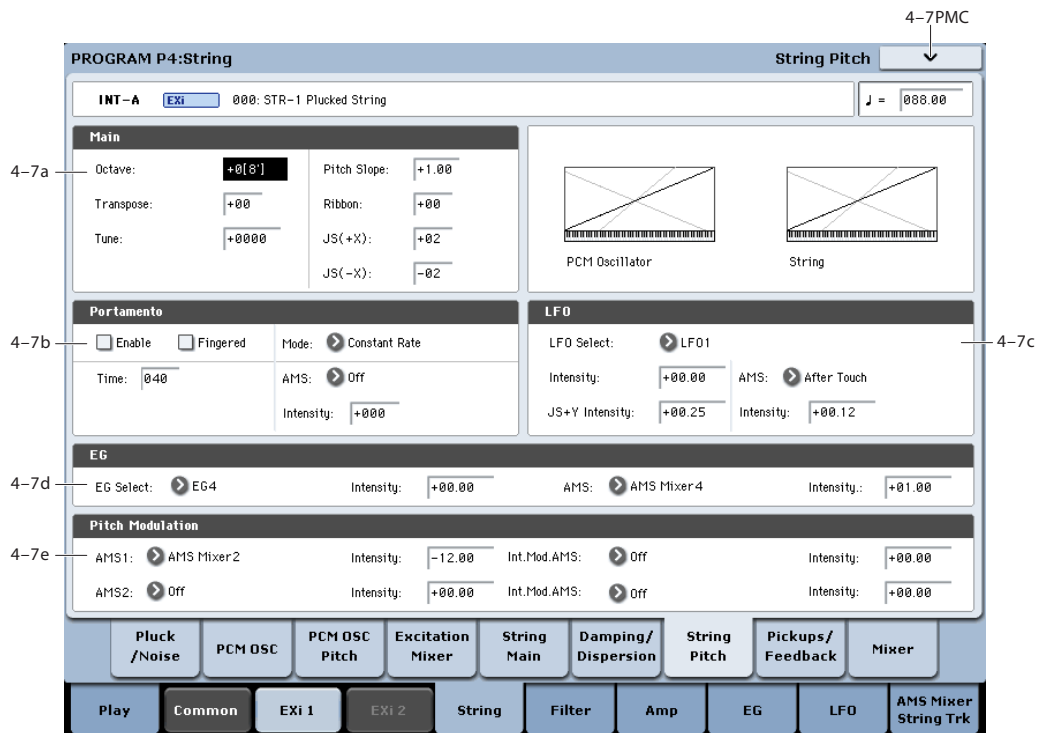 4–7PMC
PROGRAM P4:String String Pitch
INT-A EXi 000: STR-1 Plucked String ♩ = 088.00
Main
4–7a
Octave: +0[8'] Pitch Slope: +1.00
Transpose: +00 Ribbon: +00
Tune: +0000 JS(+X): +02
JS(-X): -02
PCM Oscillator String
Portamento
4–7b
Enable Fingered Mode: Constant Rate
Time: 040 AMS: Off
Intensity: +000
LFO
4–7c
LFO Select: LFO1
Intensity: +00.00 AMS: After Touch
JS+Y Intensity: +00.25 Intensity: +00.12
EG
4–7d
EG Select: EG4 Intensity: +00.00 AMS: AMS Mixer4 Intensity.: +01.00
Pitch Modulation
4–7e
AMS1: AMS Mixer2 Intensity: -12.00 Int.Mod.AMS: Off Intensity: +00.00
AMS2: Off Intensity: +00.00 Int.Mod.AMS: Off Intensity: +00.00
Pluck
/Noise
PCM OSC
PCM OSC
Pitch
Excitation
Mixer
String
Main
Damping/
Dispersion
String
Pitch
Pickups/
Feedback
Mixer
Play
Common
EXi 1
EXi 2
String
Filter
Amp
EG
LFO
AMS Mixer
String Trk